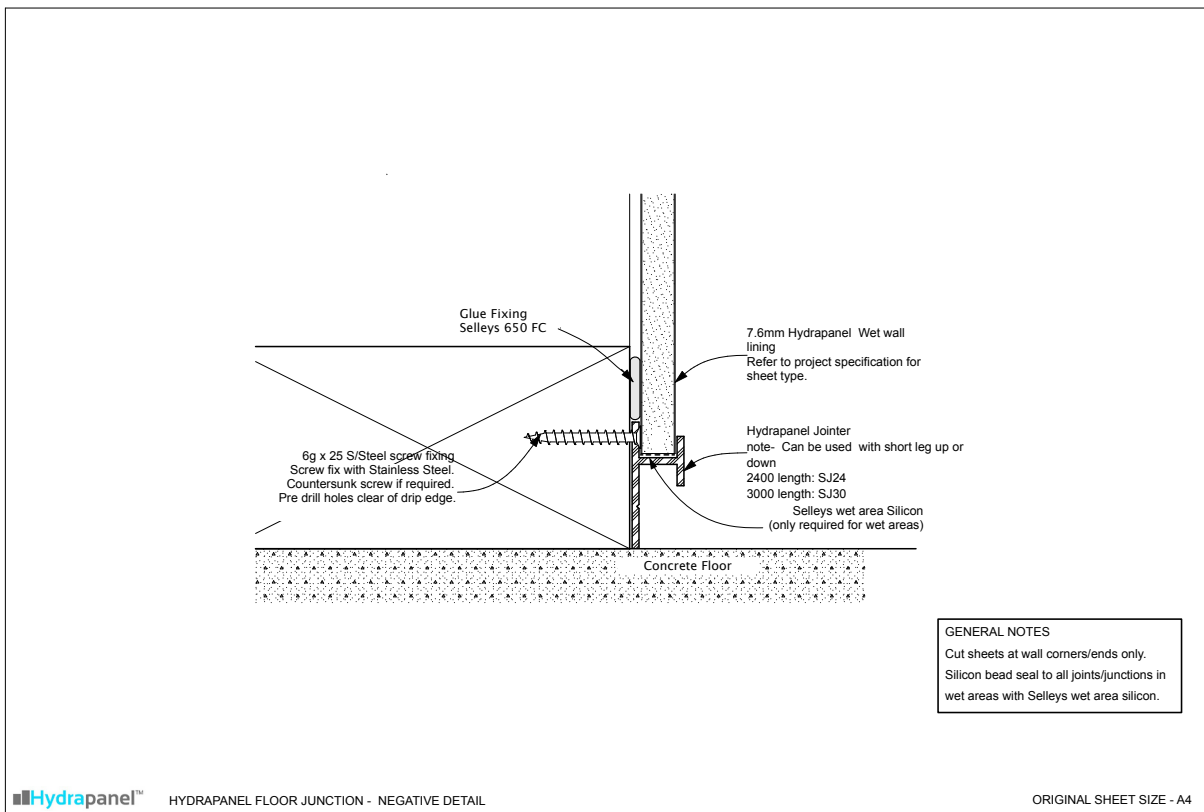 Glue Fixing
Selleys 650 FC
7.6mm Hydrapanel  Wet wall
lining
Refer to project specification for
sheet type.
Hydrapanel Jointer
note-  Can be used  with short leg up or
down
2400 length: SJ24
3000 length: SJ30
6g x 25 S/Steel screw fixing
Screw fix with Stainless Steel.
Countersunk screw if required.
Pre drill holes clear of drip edge.
Selleys wet area Silicon
(only required for wet areas)
Concrete Floor
GENERAL NOTES
Cut sheets at wall corners/ends only.
Silicon bead seal to all joints/junctions in
wet areas with Selleys wet area silicon.
Hydrapanel™
HYDRAPANEL FLOOR JUNCTION -  NEGATIVE DETAIL
ORIGINAL SHEET SIZE - A4